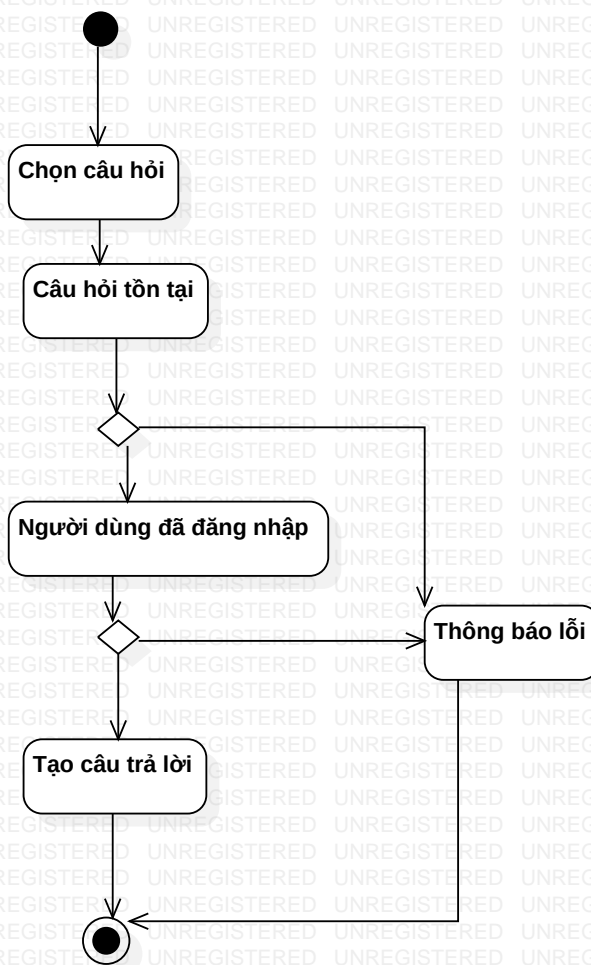 Chọn câu hỏi
Câu hỏi tồn tại
Người dùng đã đăng nhập
Thông báo lỗi
Tạo câu trả lời
UNREGISTERED